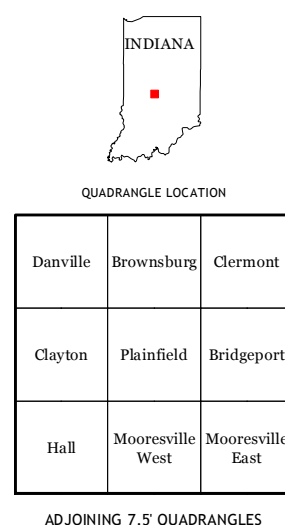 INDIANA
QUADRANGLE LOCATION
Danville Brownsburg Clermont
Clayton Plainfield Bridgeport
Hall Mooresville West Mooresville East
ADJOINING 7.5' QUADRANGLES